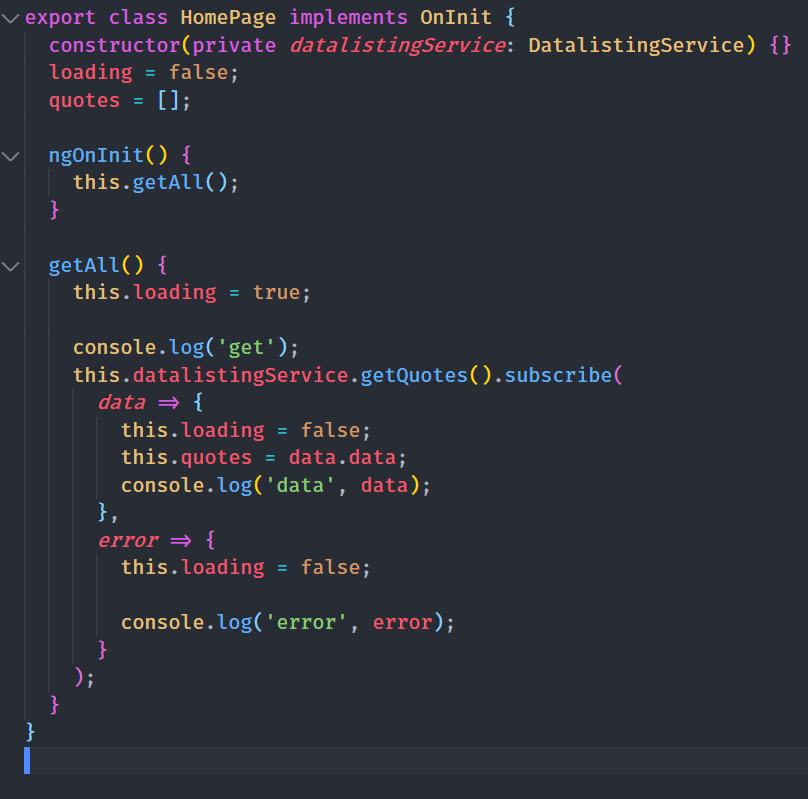 export class HomePage implements OnInit {
  constructor(private datalistingService: DatalistingService) {}
  loading = false;
  quotes = [];

  ngOnInit() {
    this.getAll();
  }

  getAll() {
    this.loading = true;

    console.log('get');
    this.datalistingService.getQuotes().subscribe(
      data => {
        this.loading = false;
        this.quotes = data.data;
        console.log('data', data);
      },
      error => {
        this.loading = false;

        console.log('error', error);
      }
    );
  }
}